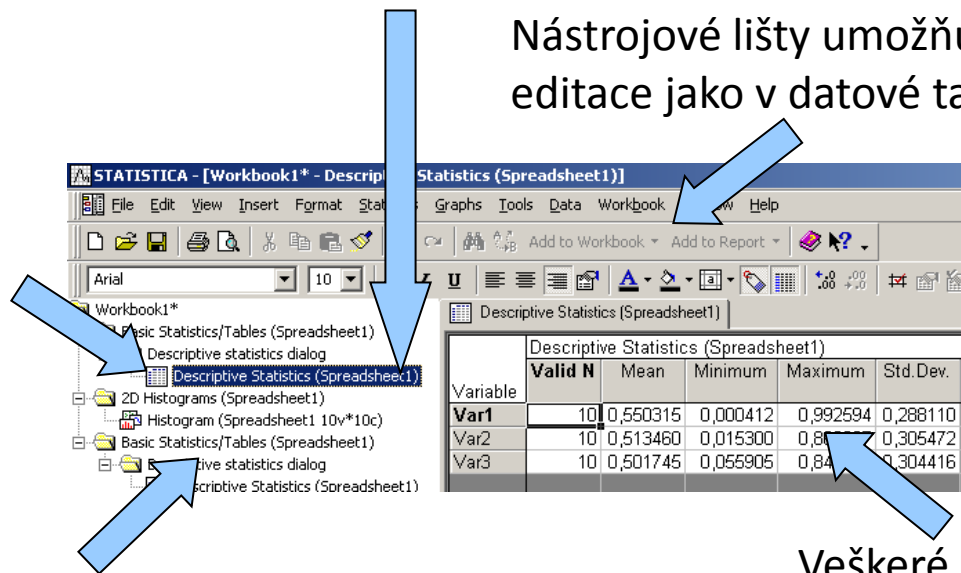 Nástrojové lišty umožňu
editace jako v datové ta
STATISTICA - [Workbook1* - Descrip Statistics (Spreadsheet1)]
File Edit View Insert Format Graphs Tools Data Workbook Help
Add to Workbook Add to Report
Arial 10 U
Workbook1*
Basic Statistics/Tables (Spreadsheet1)
Descriptive statistics dialog
Descriptive Statistics (Spreadsheet1)
2D Histograms (Spreadsheet1)
Histogram (Spreadsheet1 10v*10c)
Basic Statistics/Tables (Spreadsheet1)
statistics dialog
Statistics (Spreadsheet1)
Descriptive Statistics (Spreadsheet1)
Descriptive Statistics (Spreadsheet1)
Variable Valid N Mean Minimum Maximum Std.Dev.
Var1 10 0,550315 0,000412 0,992594 0,288110
Var2 10 0,513460 0,015300 0,305472
Var3 10 0,501745 0,055905 0,304416
Veškeré